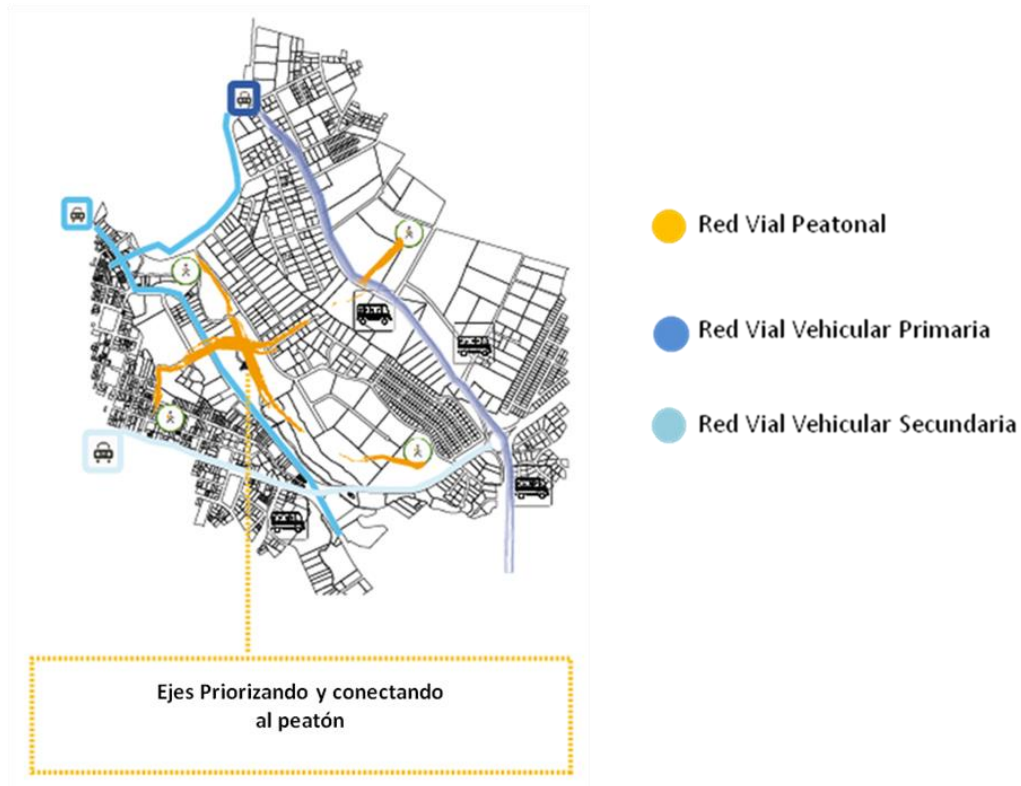 Red Vial Peatonal
Red Vial Vehicular Primaria
Red Vial Vehicular Secundaria
Ejes Priorizando y conectando
al peatón